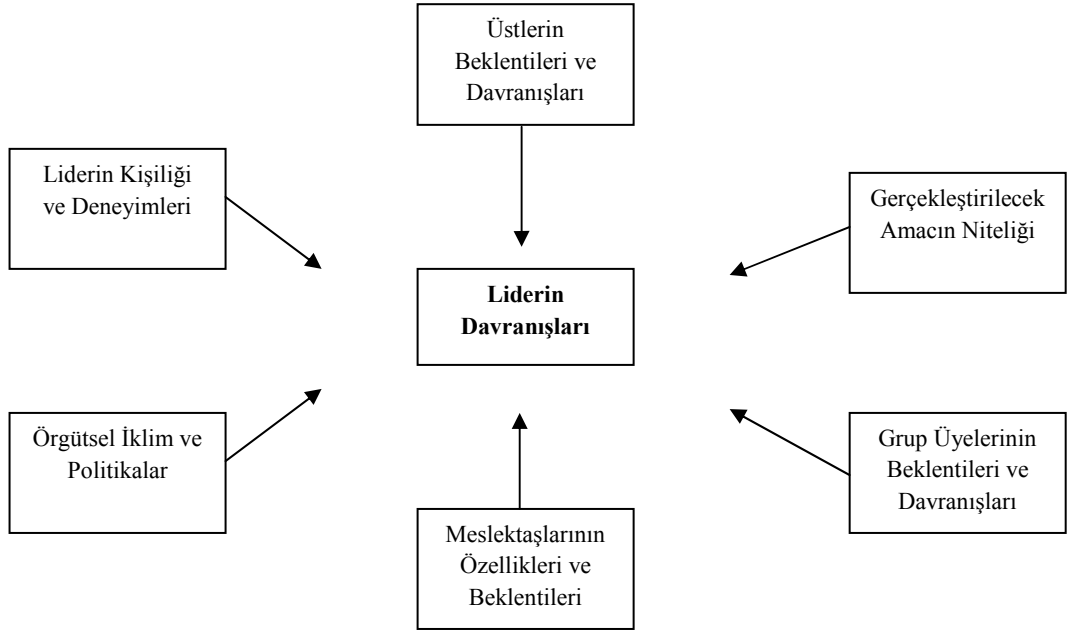 Üstlerin
Beklentileri ve
Davranışları
Liderin Kişiliği
ve Deneyimleri
Gerçekleştirilecek
Amacın Niteliği
Liderin
Davranışları
Örgütsel İklim ve
Politikalar
Grup Üyelerinin
Beklentileri ve
Davranışları
Meslektaşlarının
Özellikleri ve
Beklentileri